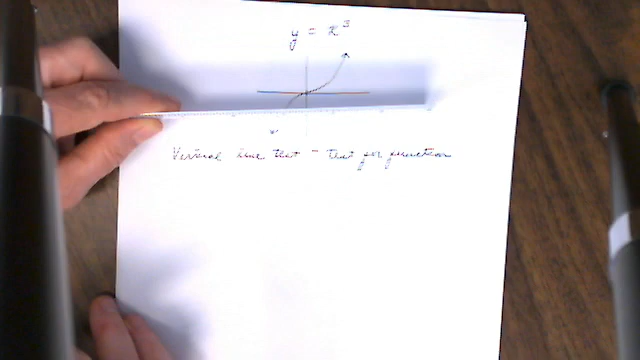 y = x³
Vertical line test - test for function